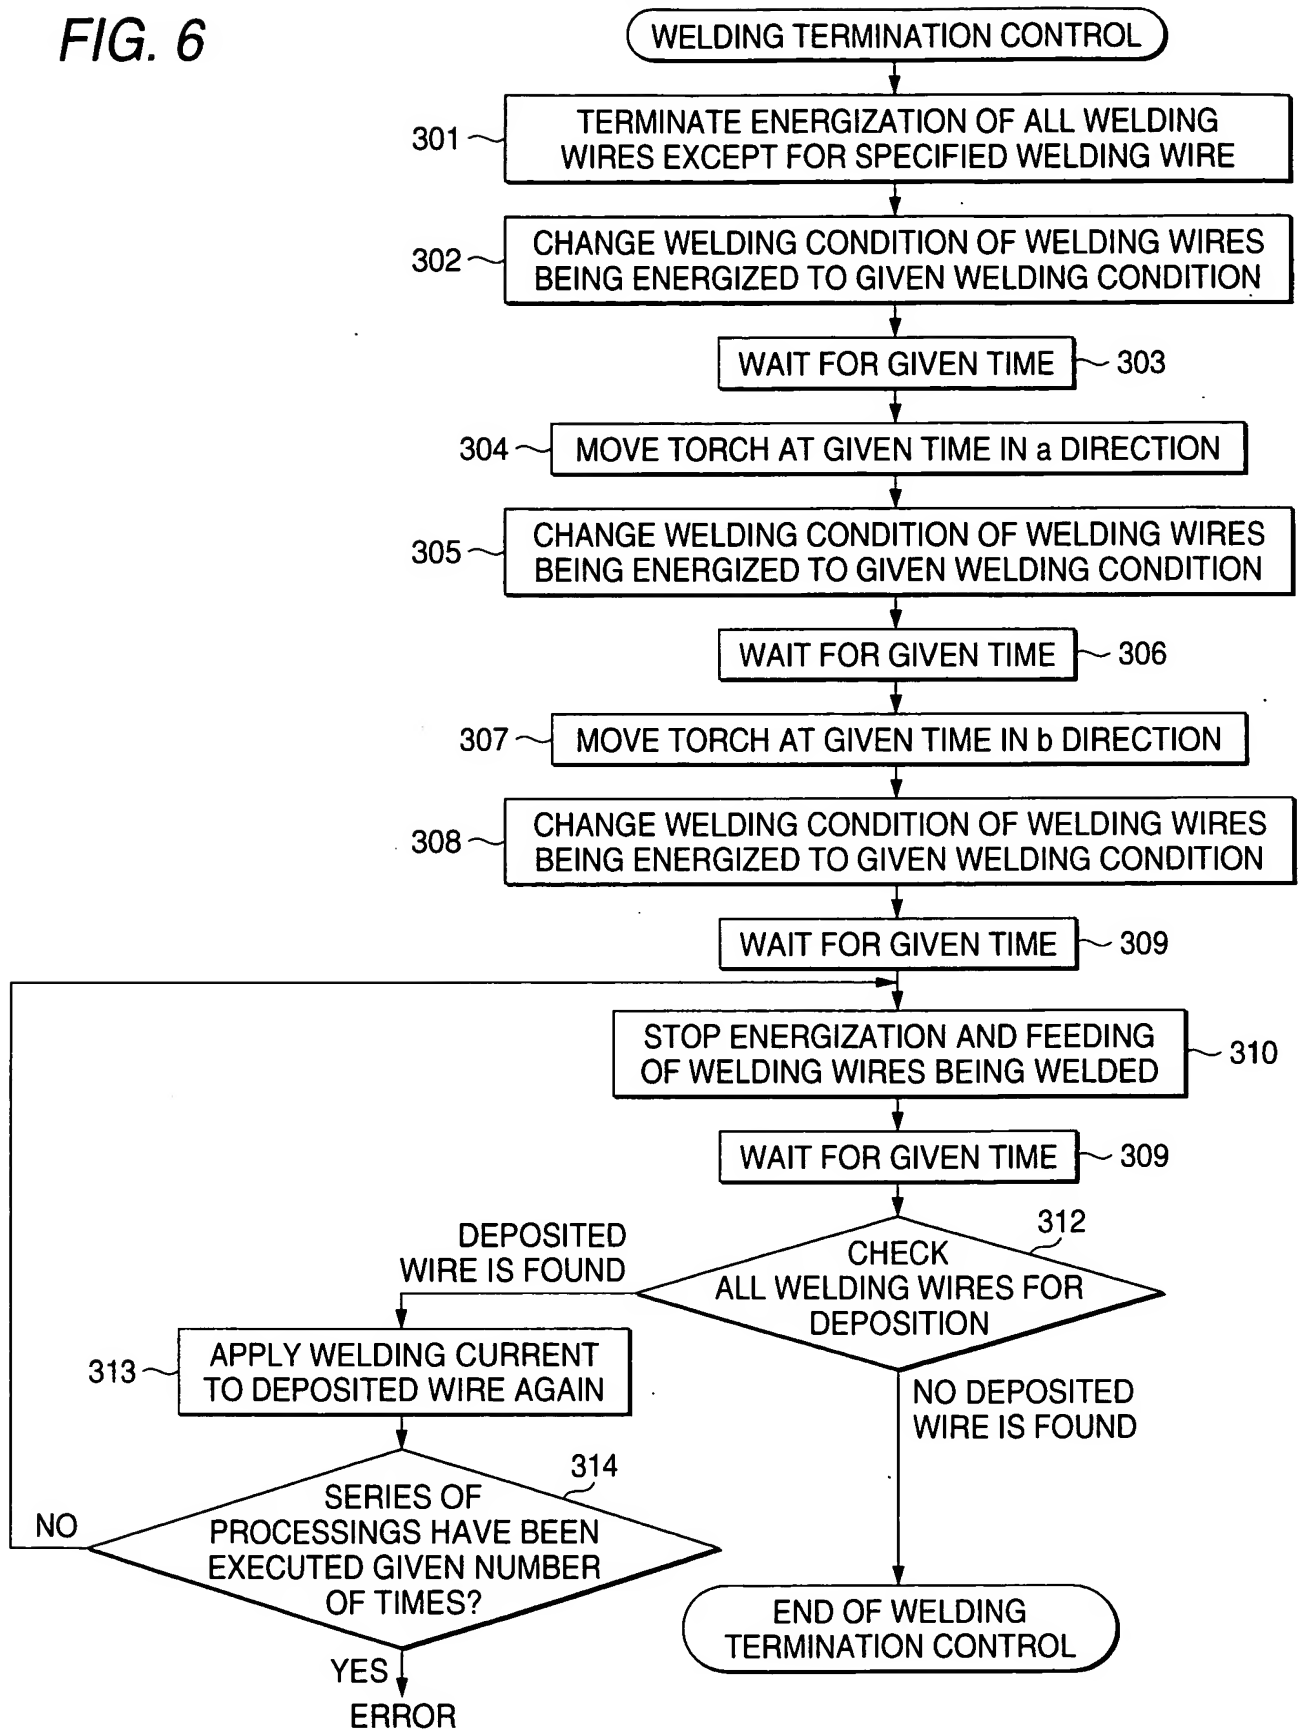 FIG. 6
WELDING TERMINATION CONTROL
301
TERMINATE ENERGIZATION OF ALL WELDING
WIRES EXCEPT FOR SPECIFIED WELDING WIRE
302
CHANGE WELDING CONDITION OF WELDING WIRES
BEING ENERGIZED TO GIVEN WELDING CONDITION
WAIT FOR GIVEN TIME
303
304
MOVE TORCH AT GIVEN TIME IN a DIRECTION
305
CHANGE WELDING CONDITION OF WELDING WIRES
BEING ENERGIZED TO GIVEN WELDING CONDITION
WAIT FOR GIVEN TIME
306
307
MOVE TORCH AT GIVEN TIME IN b DIRECTION
308
CHANGE WELDING CONDITION OF WELDING WIRES
BEING ENERGIZED TO GIVEN WELDING CONDITION
WAIT FOR GIVEN TIME
309
STOP ENERGIZATION AND FEEDING
OF WELDING WIRES BEING WELDED
310
WAIT FOR GIVEN TIME
309
312
CHECK
ALL WELDING WIRES FOR
DEPOSITION
DEPOSITED
WIRE IS FOUND
313
APPLY WELDING CURRENT
TO DEPOSITED WIRE AGAIN
NO DEPOSITED
WIRE IS FOUND
314
SERIES OF
PROCESSINGS HAVE BEEN
EXECUTED GIVEN NUMBER
OF TIMES?
NO
YES
ERROR
END OF WELDING
TERMINATION CONTROL